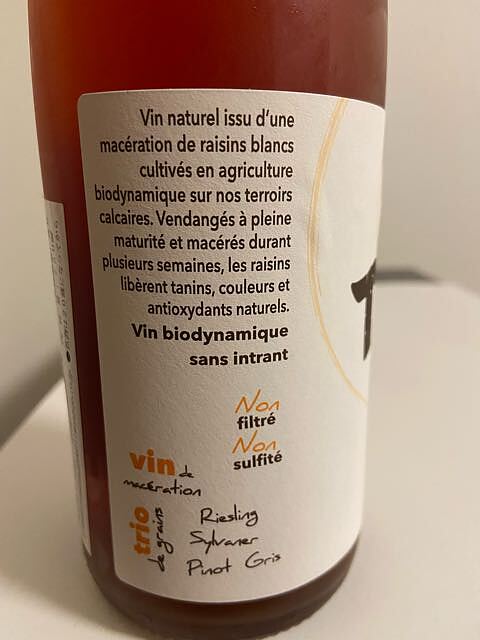 Vin naturel issu d'une
macération de raisins blancs
cultivés en agriculture
biodynamique sur nos terroirs
calcaires. Vendangés à pleine
maturité et macérés durant
plusieurs semaines, les raisins
libèrent tanins, couleurs et
antioxydants naturels.
Vin biodynamique
sans intrant
Non
filtré
Non
sulfité
vin de
macération
trio
de grains
Riesling
Sylvaner
Pinot Gris